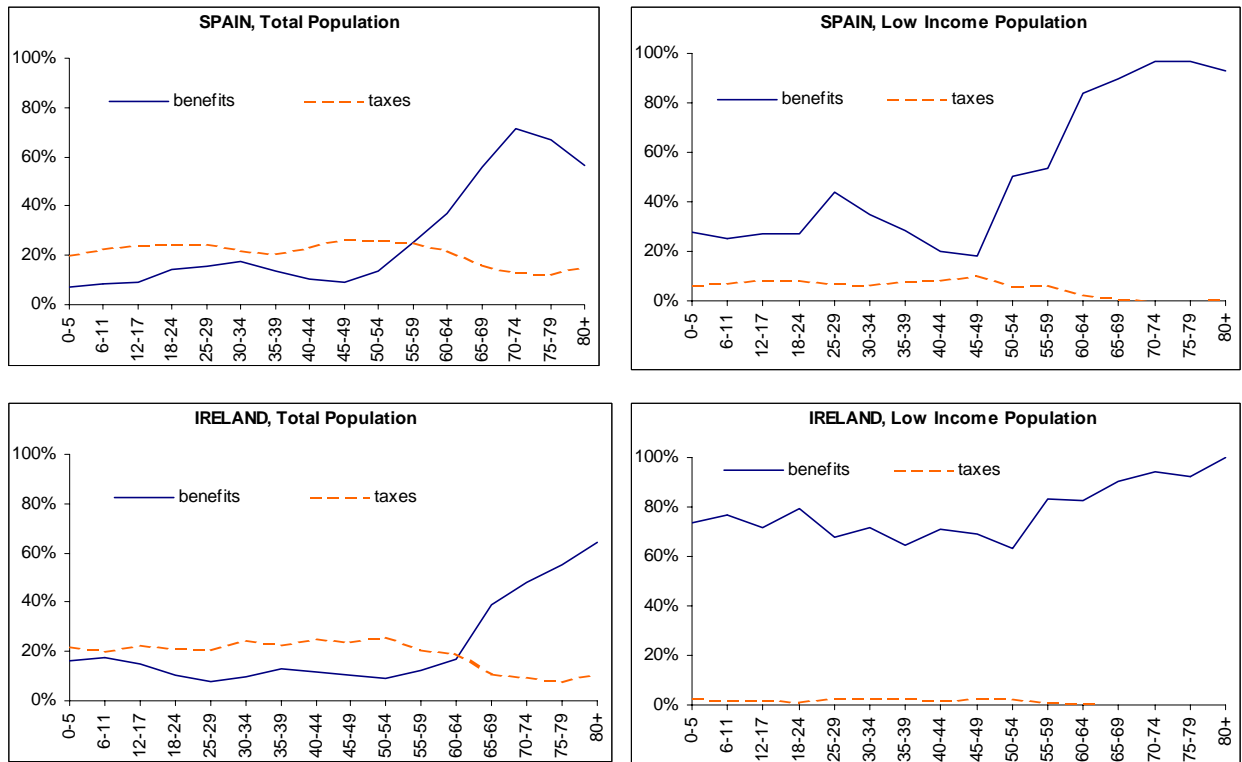 SPAIN, Total Population
100%
80%
60%
40%
20%
0%
benefits taxes
0-5 6-11 12-17 18-24 25-29 30-34 35-39 40-44 45-49 50-54 55-59 60-64 65-69 70-74 75-79 80+
SPAIN, Low Income Population
100%
80%
60%
40%
20%
0%
benefits taxes
0-5 6-11 12-17 18-24 25-29 30-34 35-39 40-44 45-49 50-54 55-59 60-64 65-69 70-74 75-79 80+
IRELAND, Total Population
100%
80%
60%
40%
20%
0%
benefits taxes
0-5 6-11 12-17 18-24 25-29 30-34 35-39 40-44 45-49 50-54 55-59 60-64 65-69 70-74 75-79 80+
IRELAND, Low Income Population
100%
80%
60%
40%
20%
0%
benefits taxes
0-5 6-11 12-17 18-24 25-29 30-34 35-39 40-44 45-49 50-54 55-59 60-64 65-69 70-74 75-79 80+